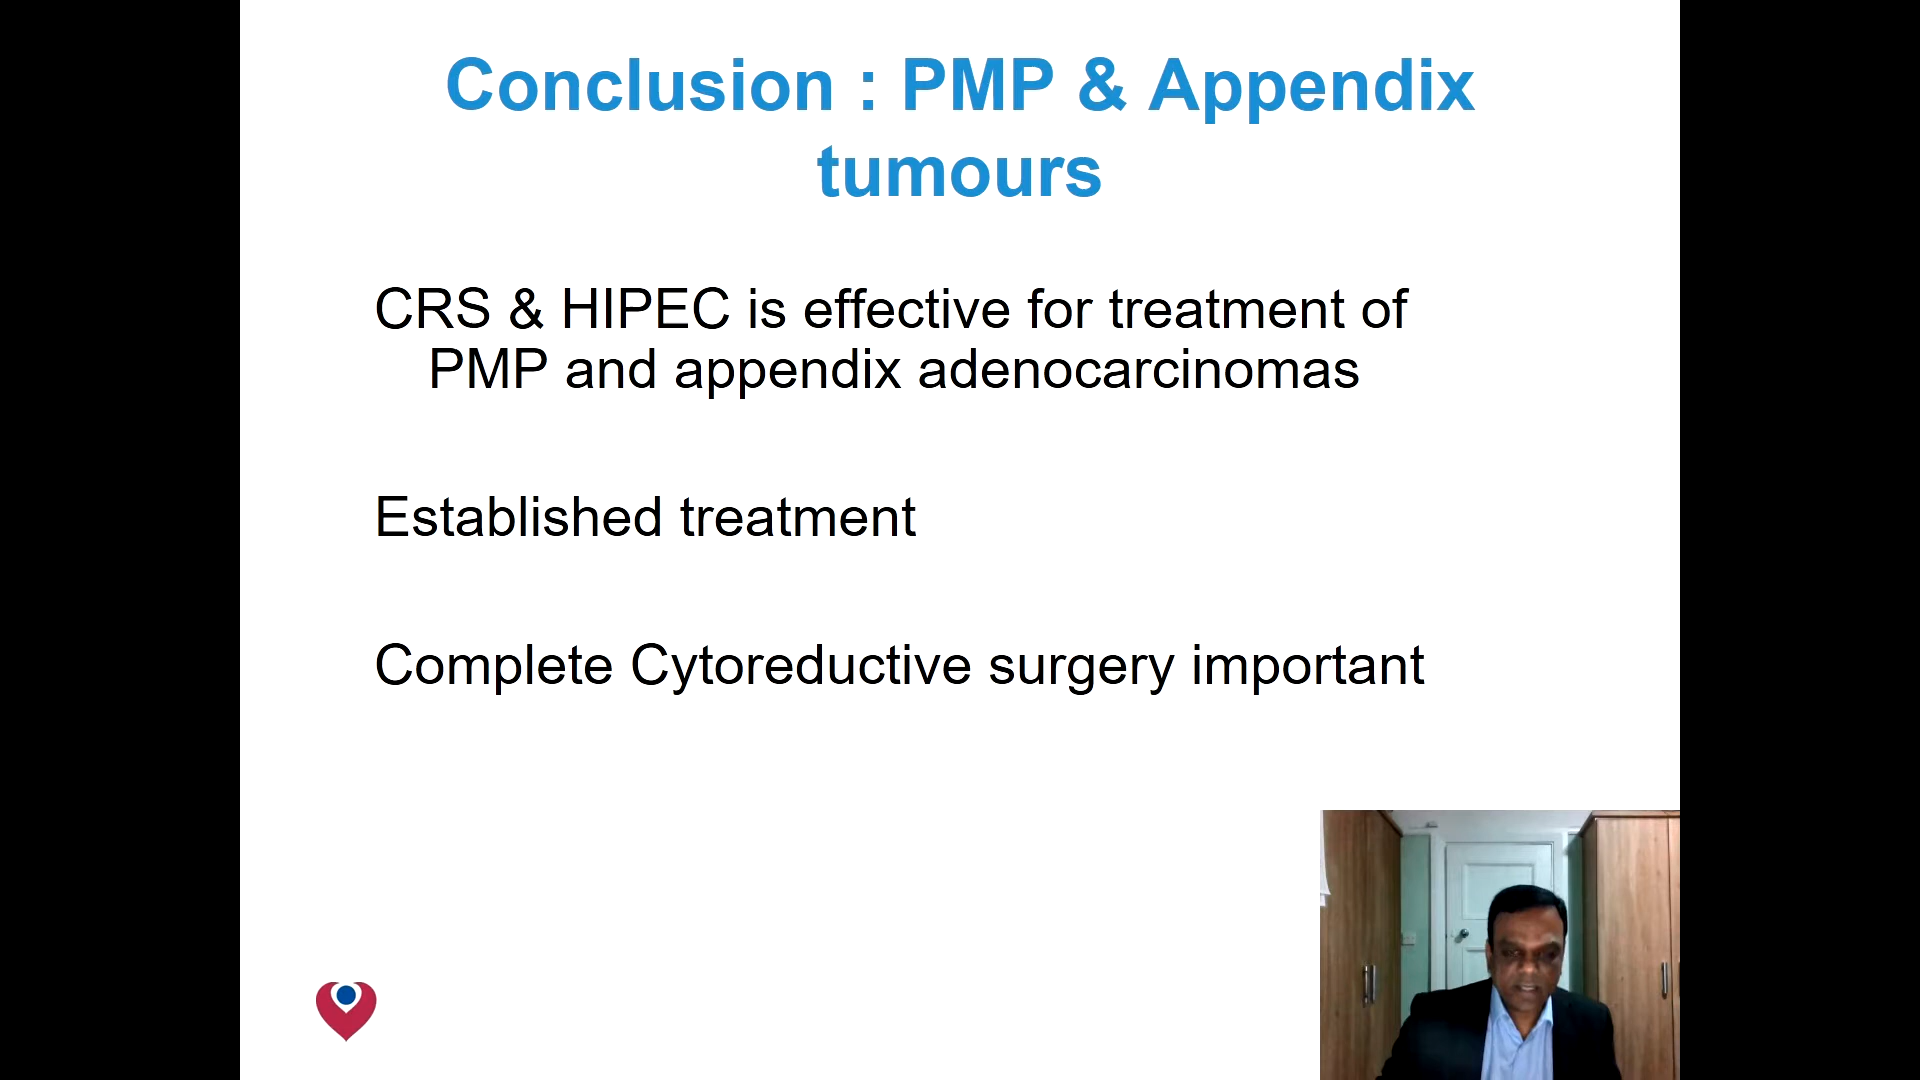 Conclusion : PMP & Appendix
tumours
CRS & HIPEC is effective for treatment of
PMP and appendix adenocarcinomas
Established treatment
Complete Cytoreductive surgery important